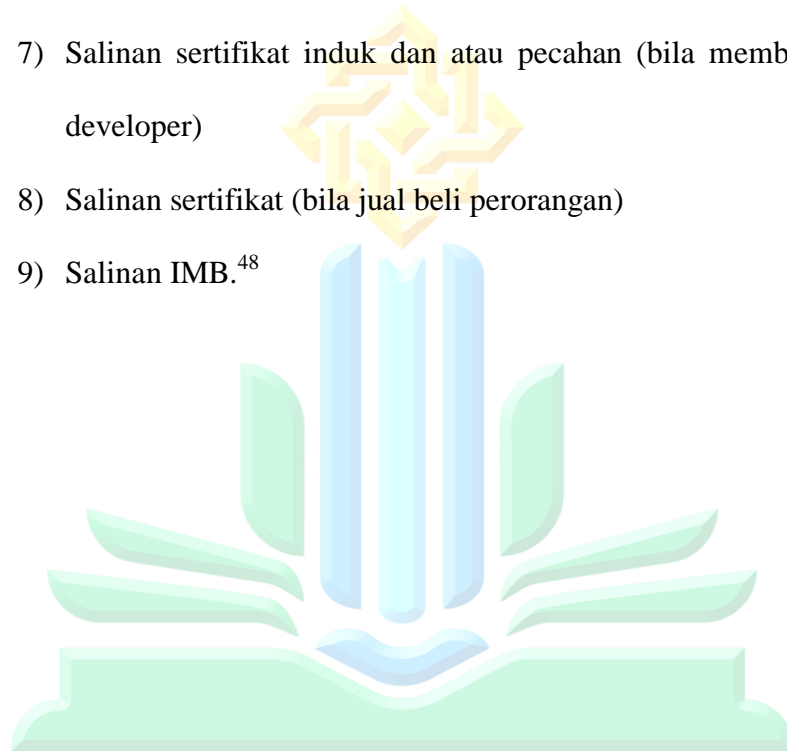 7) Salinan sertifikat induk dan atau pecahan (bila memb
developer)
8) Salinan sertifikat (bila jual beli perorangan)
9) Salinan IMB.48